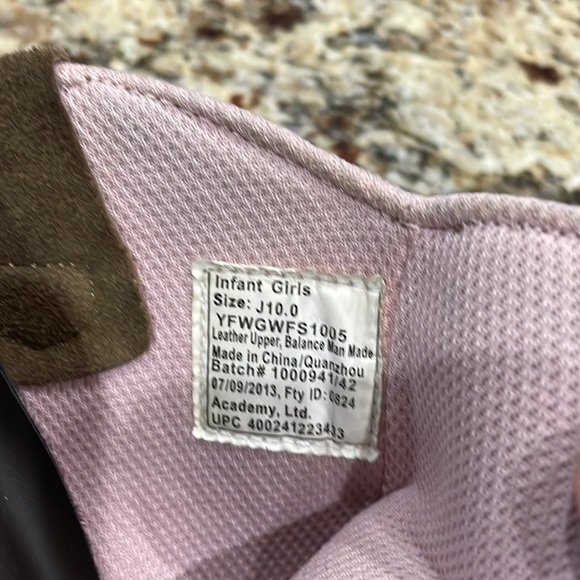 Infant Girls
Size: J10.0
YFWGWFS1005
Leather Upper, Balance Man Made
Made in China/Quanzhou
Batch# 1000941/42
07/09/2013, Fty ID: 0824
Academy, Ltd.
UPC 400241223433